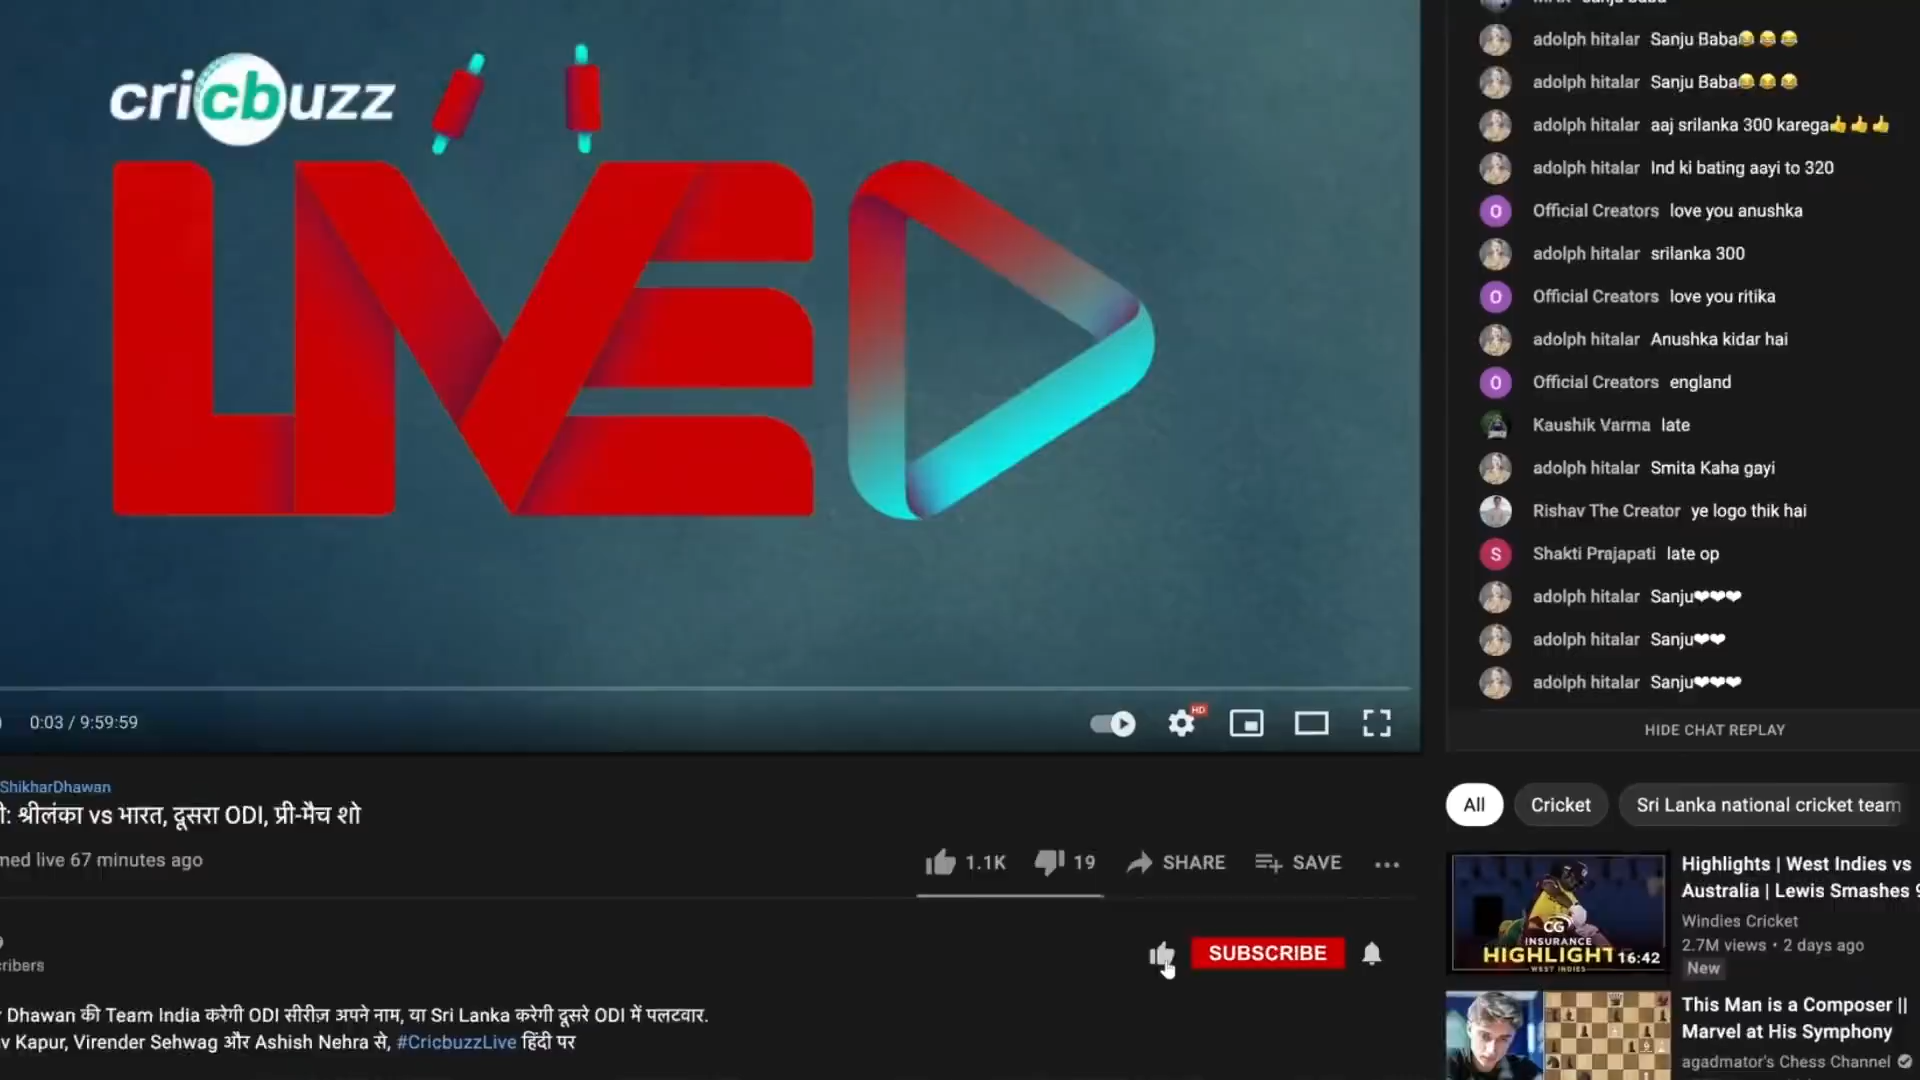 cricbuzz
LIVE
0:03 / 9:59:59
HD
ShikharDhawan
श्रीलंका vs भारत, दूसरा ODI, प्री-मैच शो
live 67 minutes ago
1.1K
19
SHARE
SAVE
SUBSCRIBE
Dhawan की Team India करेगी ODI सीरीज़ अपने नाम, या Sri Lanka करेगी दूसरे ODI में पलटवार.
Kapur, Virender Sehwag और Ashish Nehra से, #CricbuzzLive हिंदी पर
adolph hitalar Sanju Baba😂😂😂
adolph hitalar Sanju Baba😂😂😂
adolph hitalar aaj srilanka 300 karega👍👍👍
adolph hitalar Ind ki bating aayi to 320
O Official Creators love you anushka
adolph hitalar srilanka 300
O Official Creators love you ritika
adolph hitalar Anushka kidar hai
O Official Creators england
Kaushik Varma late
adolph hitalar Smita Kaha gayi
Rishav The Creator ye logo thik hai
S Shakti Prajapati late op
adolph hitalar Sanju❤❤❤
adolph hitalar Sanju❤❤
adolph hitalar Sanju❤❤❤
HIDE CHAT REPLAY
All
Cricket
Sri Lanka national cricket team
CG
INSURANCE
HIGHLIGHT
WEST INDIES
16:42
Highlights | West Indies vs
Australia | Lewis Smashes 9
Windies Cricket
2.7M views • 2 days ago
New
This Man is a Composer ||
Marvel at His Symphony
agadmator's Chess Channel